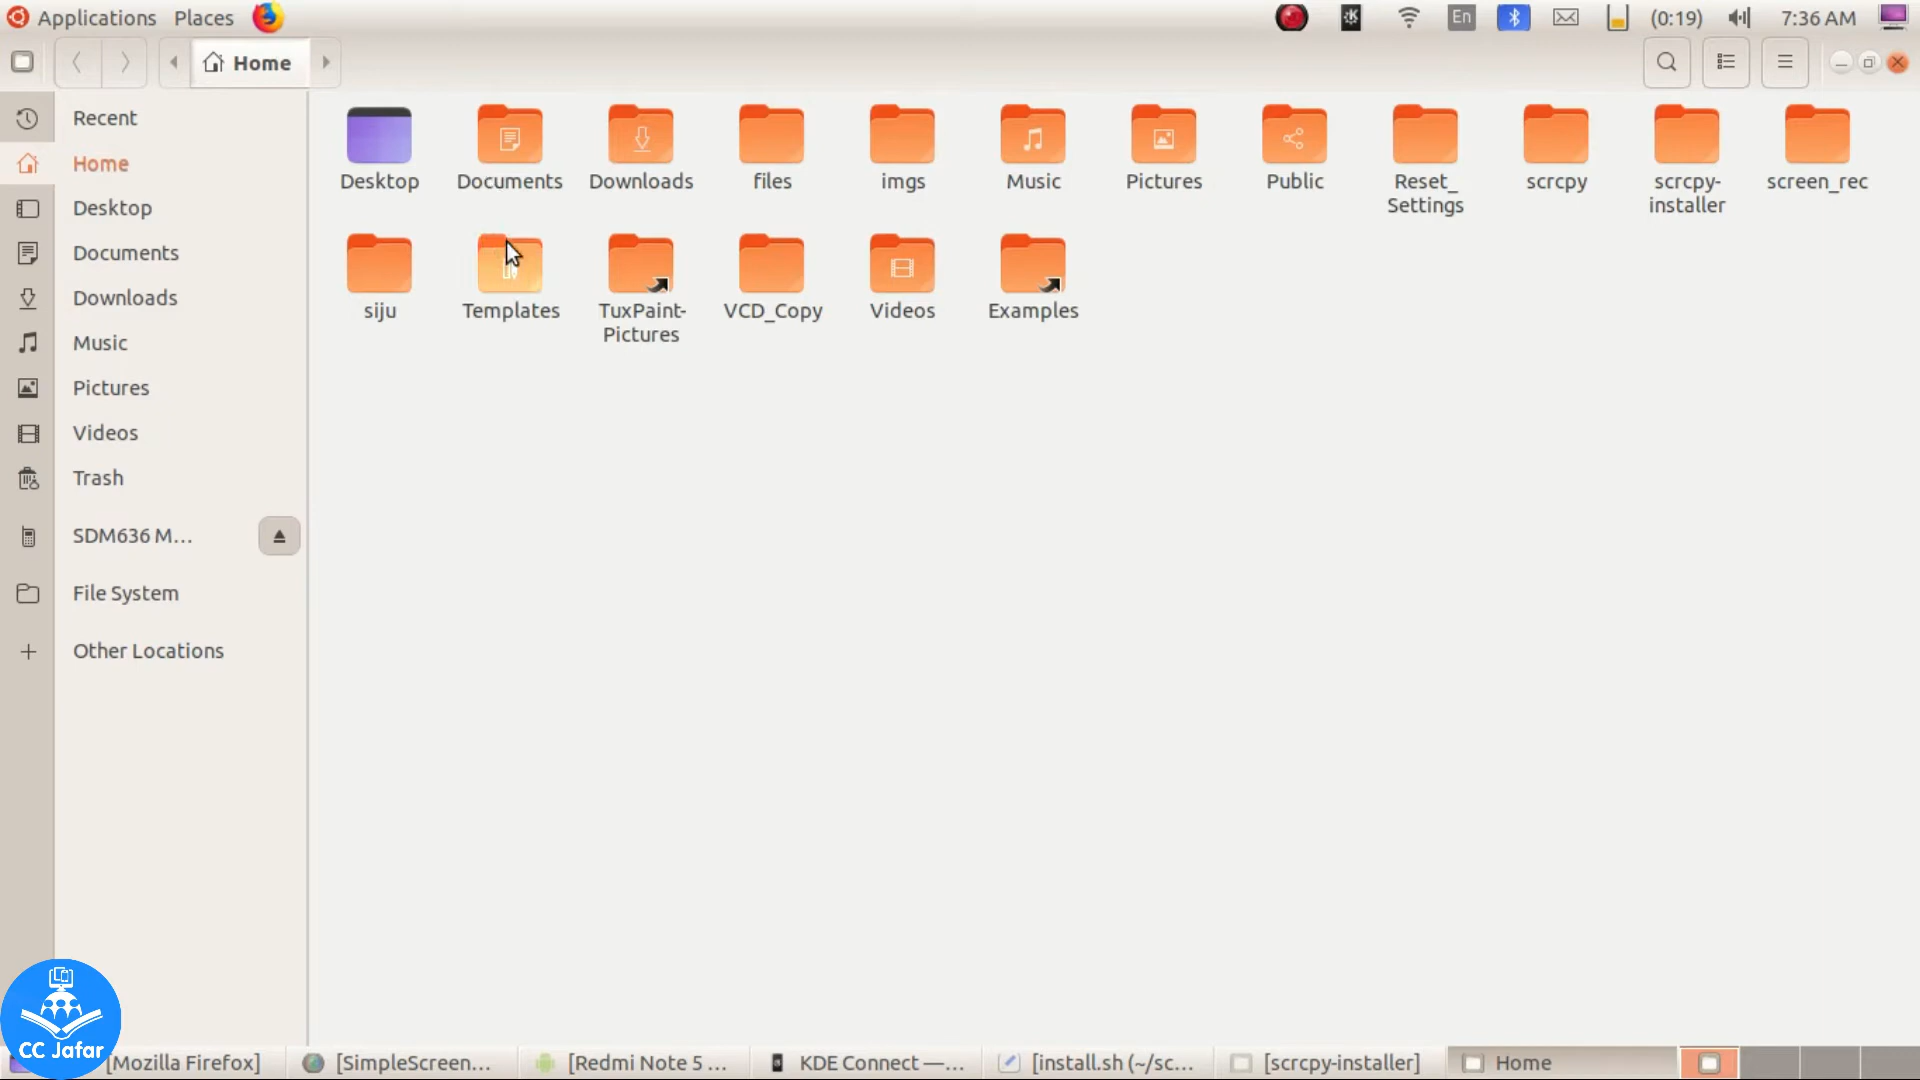 Applications Places En (0:19) 7:36 AM
Home
Recent
Home
Desktop
Documents
Downloads
Music
Pictures
Videos
Trash
SDM636 M...
File System
Other Locations
Desktop Documents Downloads files imgs Music Pictures Public Reset_ scrcpy scrcpy- screen_rec
Settings installer
siju Templates TuxPaint- VCD_Copy Videos Examples
Pictures
CC Jafar
[Mozilla Firefox] [SimpleScreen... [Redmi Note 5 ... KDE Connect —... [install.sh (~/sc... [scrcpy-installer] Home